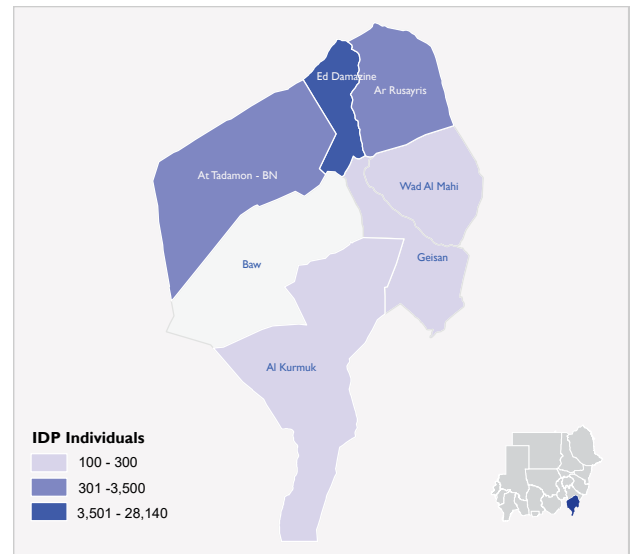 Ed Damazine
Ar Rusayris
At Tadamon - BN
Wad Al Mahi
Geisan
Baw
Al Kurmuk
IDP Individuals
100 - 300
301 -3,500
3,501 - 28,140